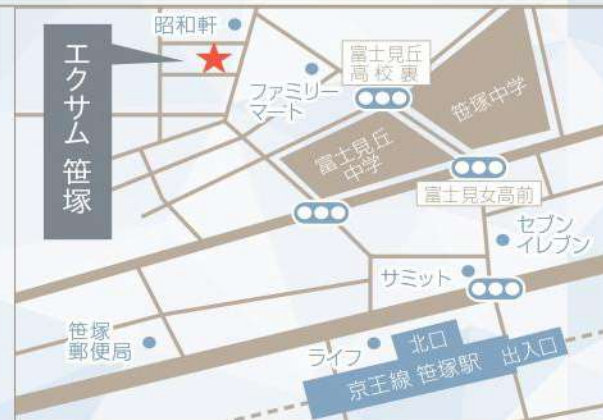 昭和軒
エクサム 笹塚
ファミリー
マート
富士見丘
高校裏
笹塚中学
富士見丘
中学
富士見女高前
セブン
イレブン
サミット
笹塚
郵便局
ライフ
北口
京王線 笹塚駅 出入口